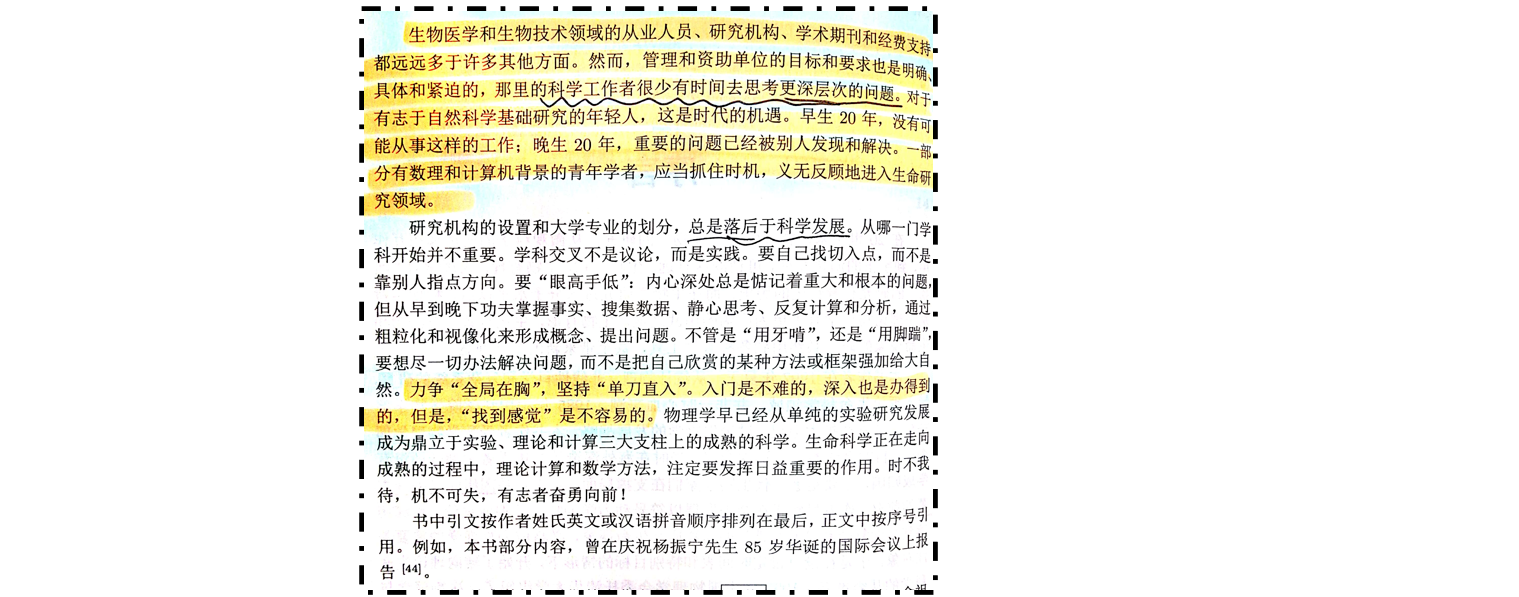 生物医学和生物技术领域的从业人员、研究机构、学术期刊和经费支持
都远远多于许多其他方面。然而，管理和资助单位的目标和要求也是明确、
具体和紧迫的，那里的科学工作者很少有时间去思考更深层次的问题。对于
有志于自然科学基础研究的年轻人，这是时代的机遇。早生 20 年，没有可
能从事这样的工作；晚生 20 年，重要的问题已经被别人发现和解决。一部
分有数理和计算机背景的青年学者，应当抓住时机，义无反顾地进入生命研
究领域。
研究机构的设置和大学专业的划分，总是落后于科学发展。从哪一门学
科开始并不重要。学科交叉不是议论，而是实践。要自己找切入点，而不是
靠别人指点方向。要“眼高手低”：内心深处总是惦记着重大和根本的问题，
但从早到晚下功夫掌握事实、搜集数据、静心思考、反复计算和分析，通过
粗粒化和视像化来形成概念、提出问题。不管是“用牙啃”，还是“用脚踹”，
要想尽一切办法解决问题，而不是把自己欣赏的某种方法或框架强加给大自
然。力争“全局在胸”，坚持“单刀直入”。入门是不难的，深入也是办得到
的，但是，“找到感觉”是不容易的。物理学早已经从单纯的实验研究发展
成为鼎立于实验、理论和计算三大支柱上的成熟的科学。生命科学正在走向
成熟的过程中，理论计算和数学方法，注定要发挥日益重要的作用。时不我
待，机不可失，有志者奋勇向前！
书中引文按作者姓氏英文或汉语拼音顺序排列在最后，正文中按序号引
用。例如，本书部分内容，曾在庆祝杨振宁先生 85 岁华诞的国际会议上报
告 [44]。